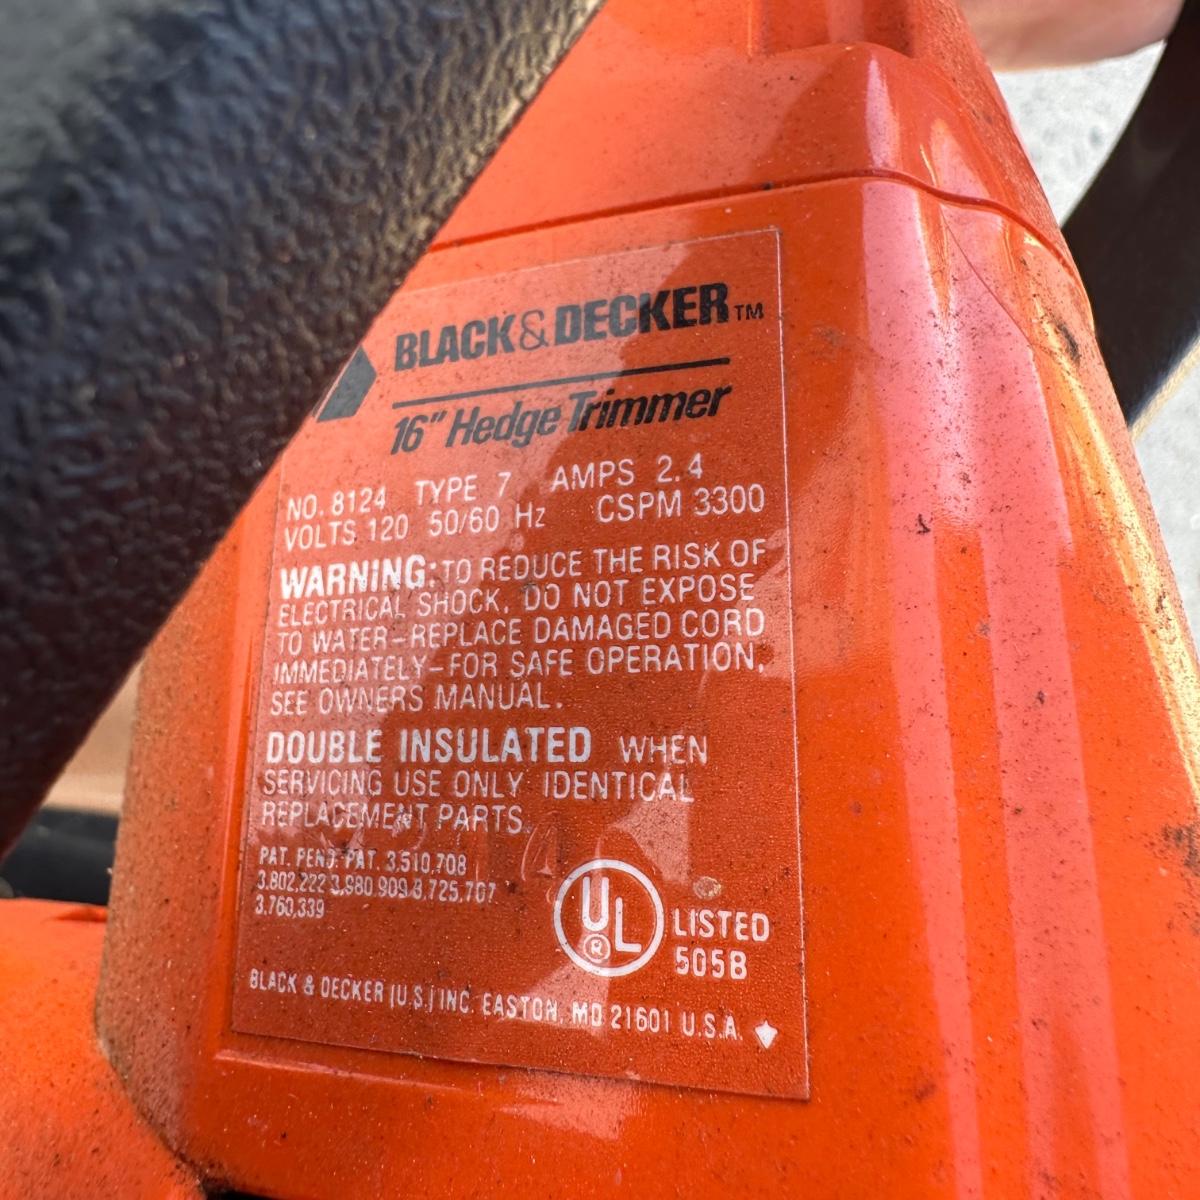 BLACK & DECKER™
16" Hedge Trimmer
NO. 8124 TYPE 7 AMPS 2.4
VOLTS 120 50/60 Hz CSPM 3300
WARNING: TO REDUCE THE RISK OF
ELECTRICAL SHOCK, DO NOT EXPOSE
TO WATER-REPLACE DAMAGED CORD
IMMEDIATELY-FOR SAFE OPERATION,
SEE OWNERS MANUAL.
DOUBLE INSULATED WHEN
SERVICING USE ONLY IDENTICAL
REPLACEMENT PARTS.
PAT. PEND. PAT. 3,510,708
3,802,222 3,980,909 3,725,707
3,760,339
UL ®
LISTED
505B
BLACK & DECKER (U.S.) INC. EASTON, MD 21601 U.S.A.